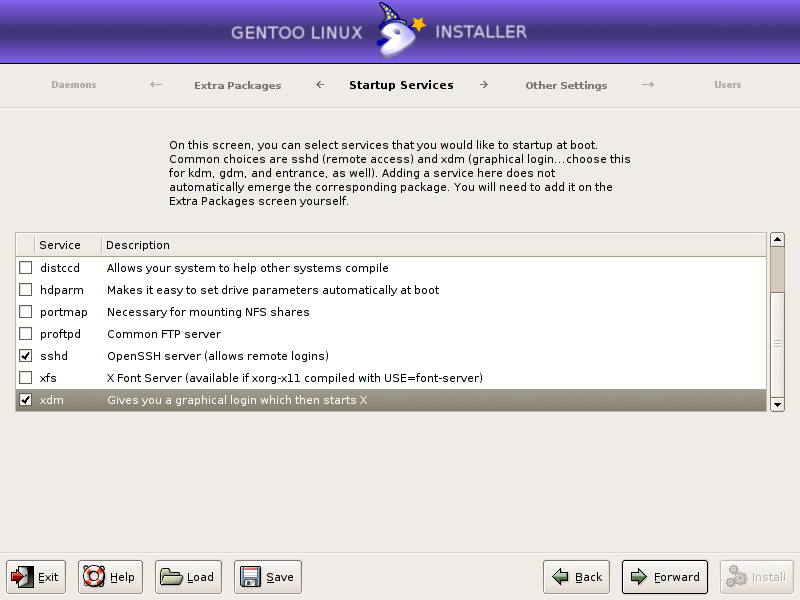 GENTOO LINUX INSTALLER
Daemons ← Extra Packages ← Startup Services → Other Settings → Users
On this screen, you can select services that you would like to startup at boot.
Common choices are sshd (remote access) and xdm (graphical login...choose this
for kdm, gdm, and entrance, as well). Adding a service here does not
automatically emerge the corresponding package. You will need to add it on the
Extra Packages screen yourself.
Service Description
distccd Allows your system to help other systems compile
hdparm Makes it easy to set drive parameters automatically at boot
portmap Necessary for mounting NFS shares
proftpd Common FTP server
sshd OpenSSH server (allows remote logins)
xfs X Font Server (available if xorg-x11 compiled with USE=font-server)
xdm Gives you a graphical login which then starts X
Exit Help Load Save Back Forward Install